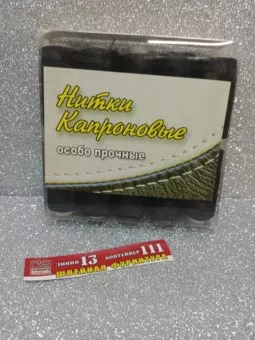 Нитки
Капроновые
особо прочные
ЛИНИЯ 13 КОНТЕЙНЕР 111
ШВЕЙНАЯ ФУРНИТУРА